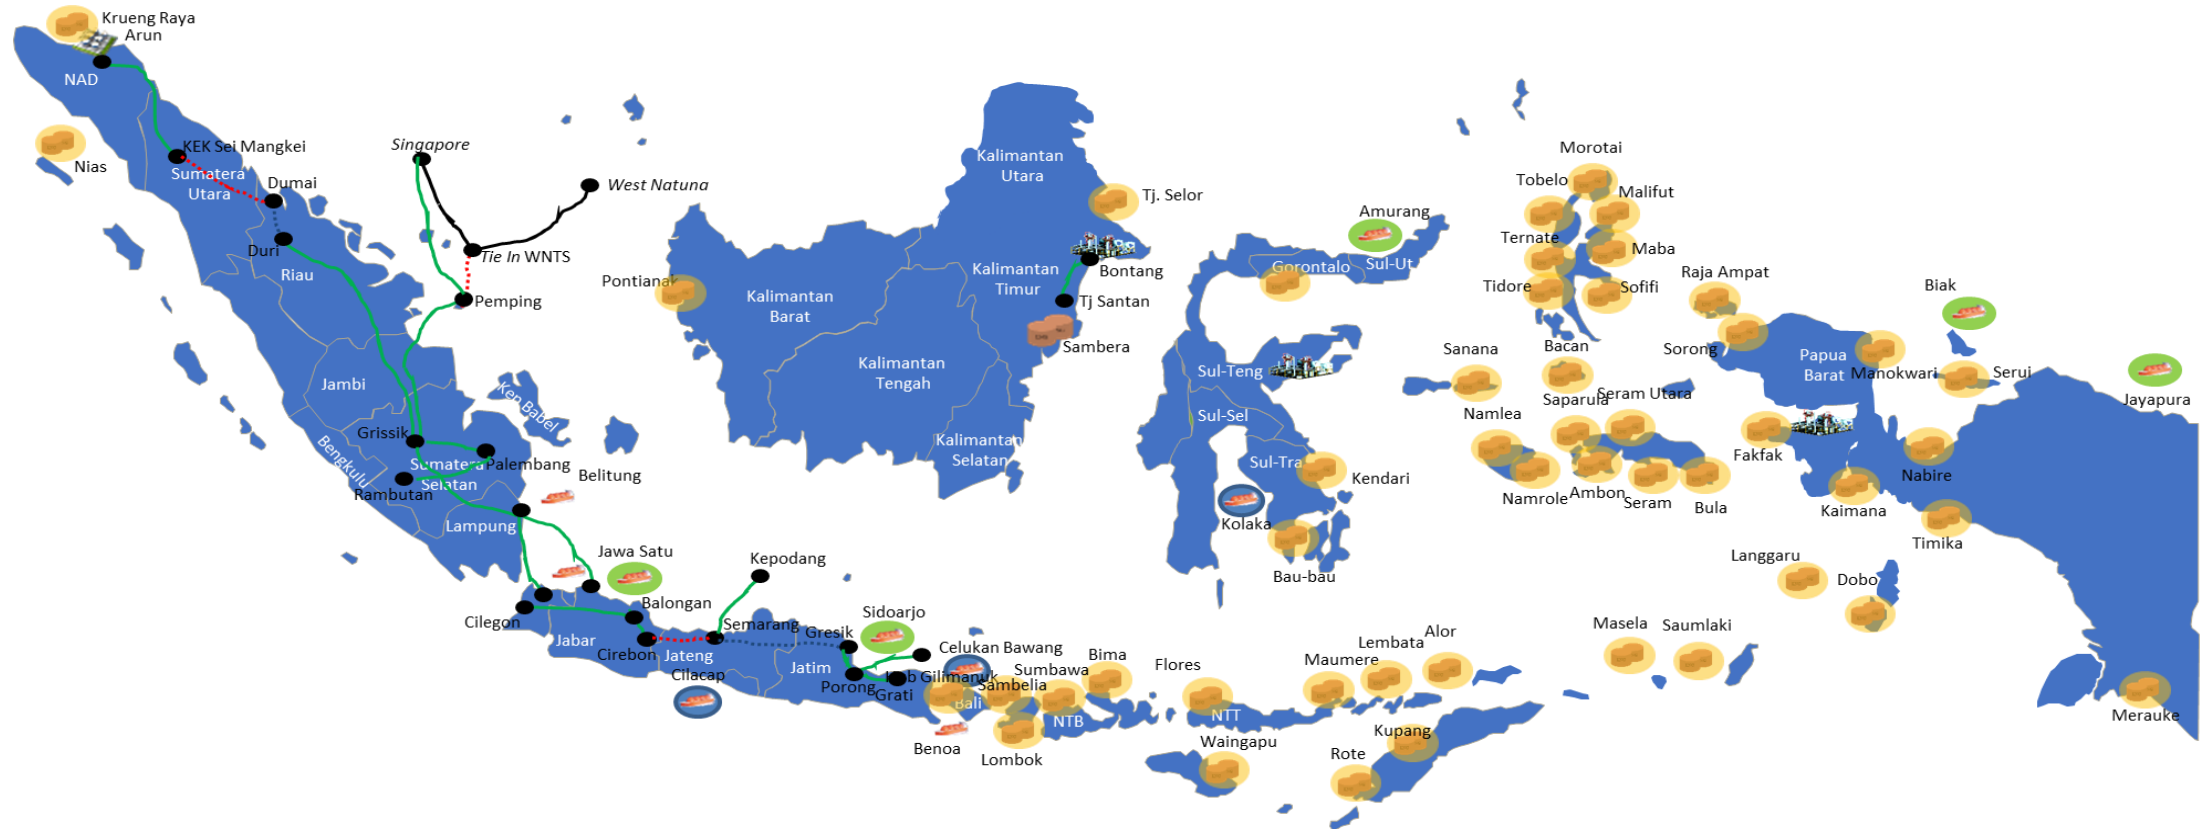 Krueng Raya
Arun
NAD
Nias
KEK Sei Mangkei
Sumatera
Utara
Dumai
Duri
Riau
Singapore
West Natuna
Tie In WNTS
Pemping
Jambi
Kep Babel
Bengkulu
Grissik
Sumatera
Selatan
Palembang
Rambutan
Belitung
Lampung
Jawa Satu
Cilegon
Balongan
Jabar
Cirebon
Kepodang
Semarang
Jateng
Cilacap
Gresik
Jatim
Sidoarjo
Porong
Grati
Celukan Bawang
Gilimanuk
Bali
Benoa
Sambelia
Sumbawa
Lombok
NTB
Bima
Flores
NTT
Waingapu
Maumere
Lembata
Alor
Kupang
Rote
Pontianak
Kalimantan
Barat
Kalimantan
Tengah
Kalimantan
Selatan
Kalimantan
Utara
Kalimantan
Timur
Tj. Selor
Bontang
Tj Santan
Sambera
Amurang
Gorontalo
Sul-Ut
Sul-Teng
Sul-Sel
Sul-Tra
Kendari
Kolaka
Bau-bau
Morotai
Tobelo
Malifut
Ternate
Maba
Tidore
Sofifi
Bacan
Sanana
Namlea
Saparula
Seram Utara
Namrole
Ambon
Seram
Bula
Raja Ampat
Sorong
Papua
Barat
Manokwari
Biak
Serui
Jayapura
Fakfak
Kaimana
Nabire
Timika
Langgaru
Dobo
Masela
Saumlaki
Merauke